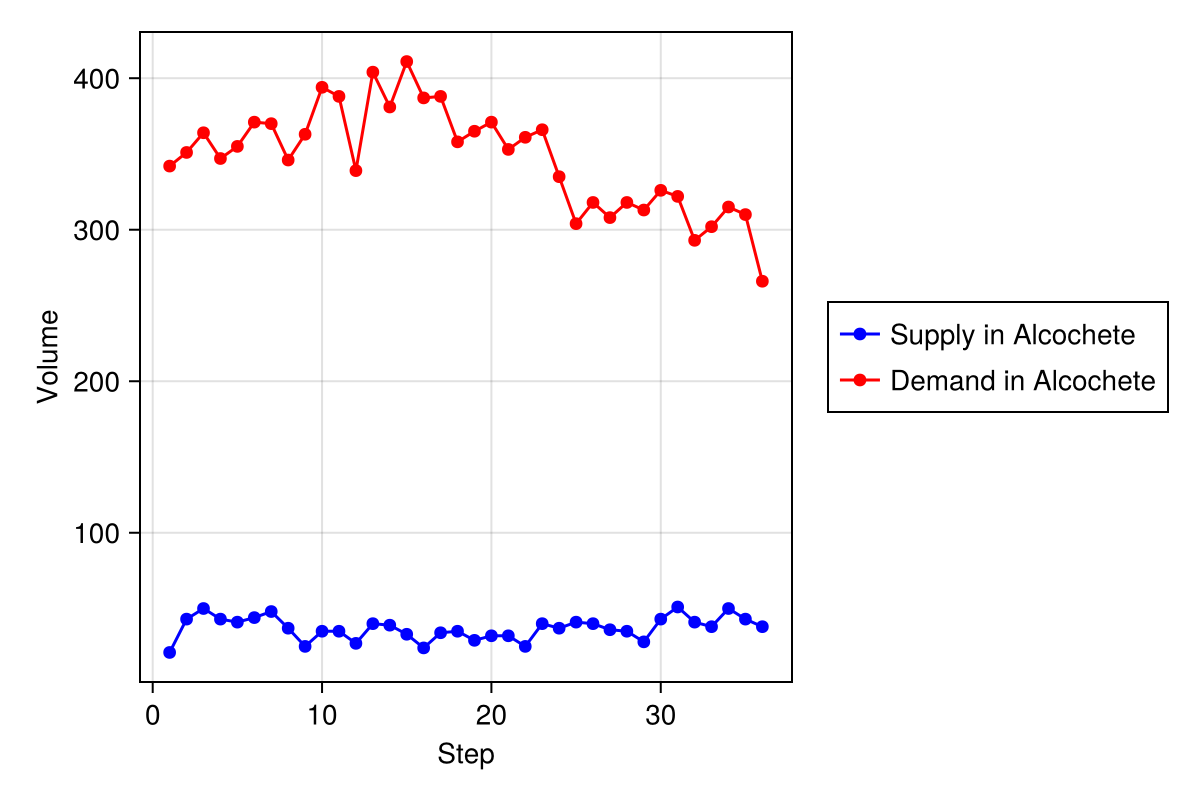 400
300
200
100
Volume
0 10 20 30
Step
Supply in Alcochete
Demand in Alcochete